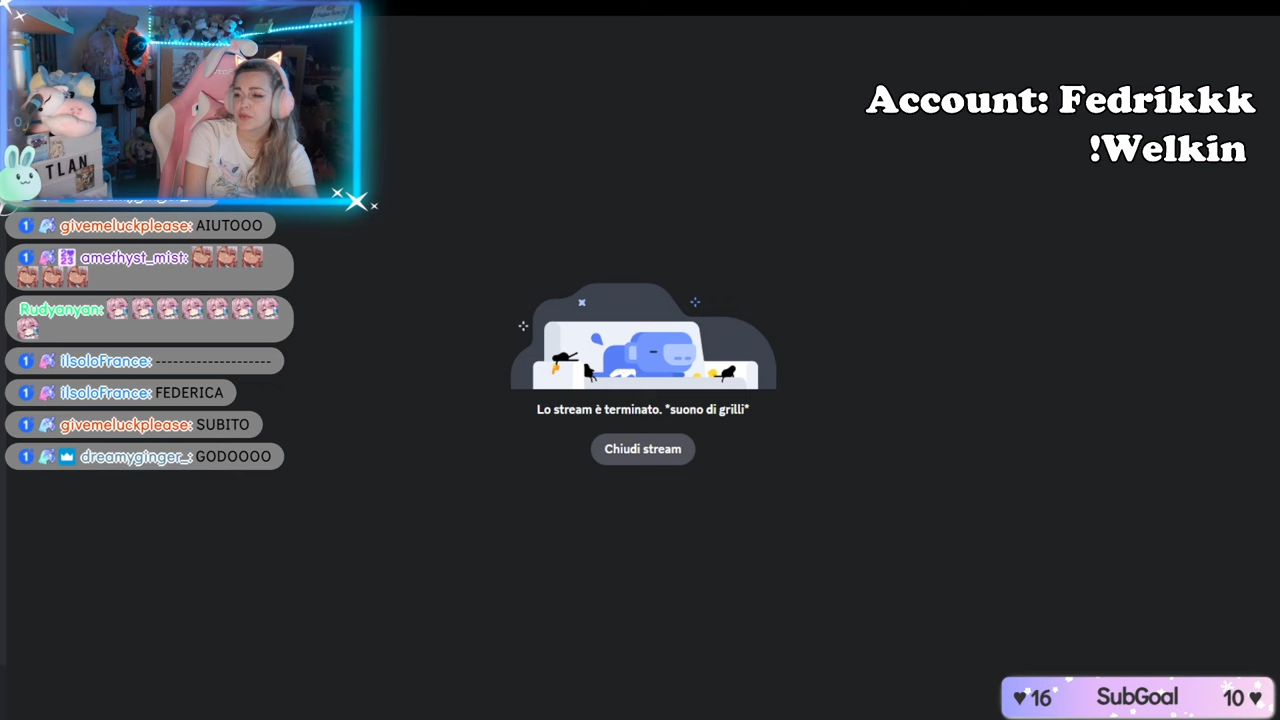 TLAN
Account: Fedrikkk
!Welkin
givemeluckplease: AIUTOOO
amethyst_mist:
Rudyanyan:
ilsoloFrance: -------------------
ilsoloFrance: FEDERICA
givemeluckplease: SUBITO
dreamyginger_: GODOOOO
Lo stream è terminato. *suono di grilli*
Chiudi stream
♥16 SubGoal 10♥